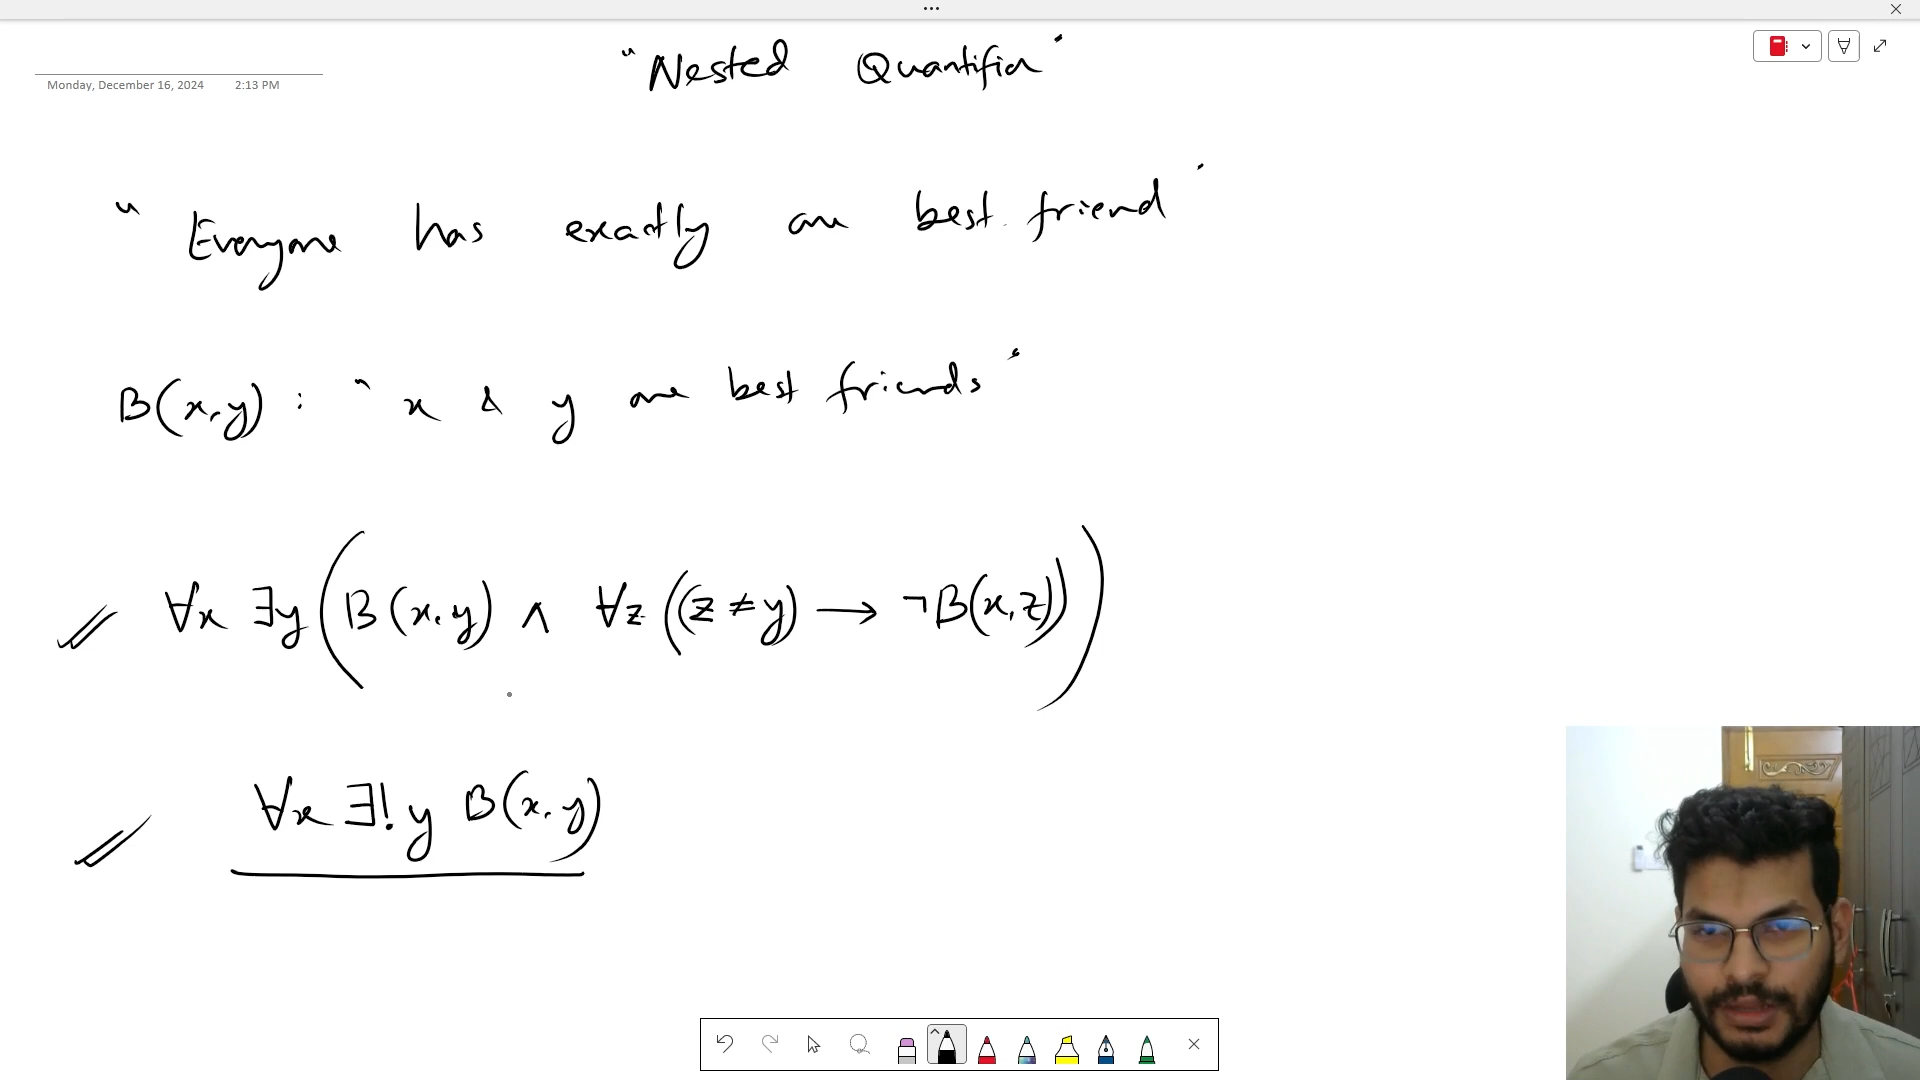 "Nested Quantifier"
Monday, December 16, 2024 2:13 PM
"Everyone has exactly one best friend"
B(x,y) : "x & y are best friends"
∀x ∃y (B(x,y) ∧ ∀z ((z ≠ y) → ¬B(x,z)))
∀x ∃! y B(x,y)